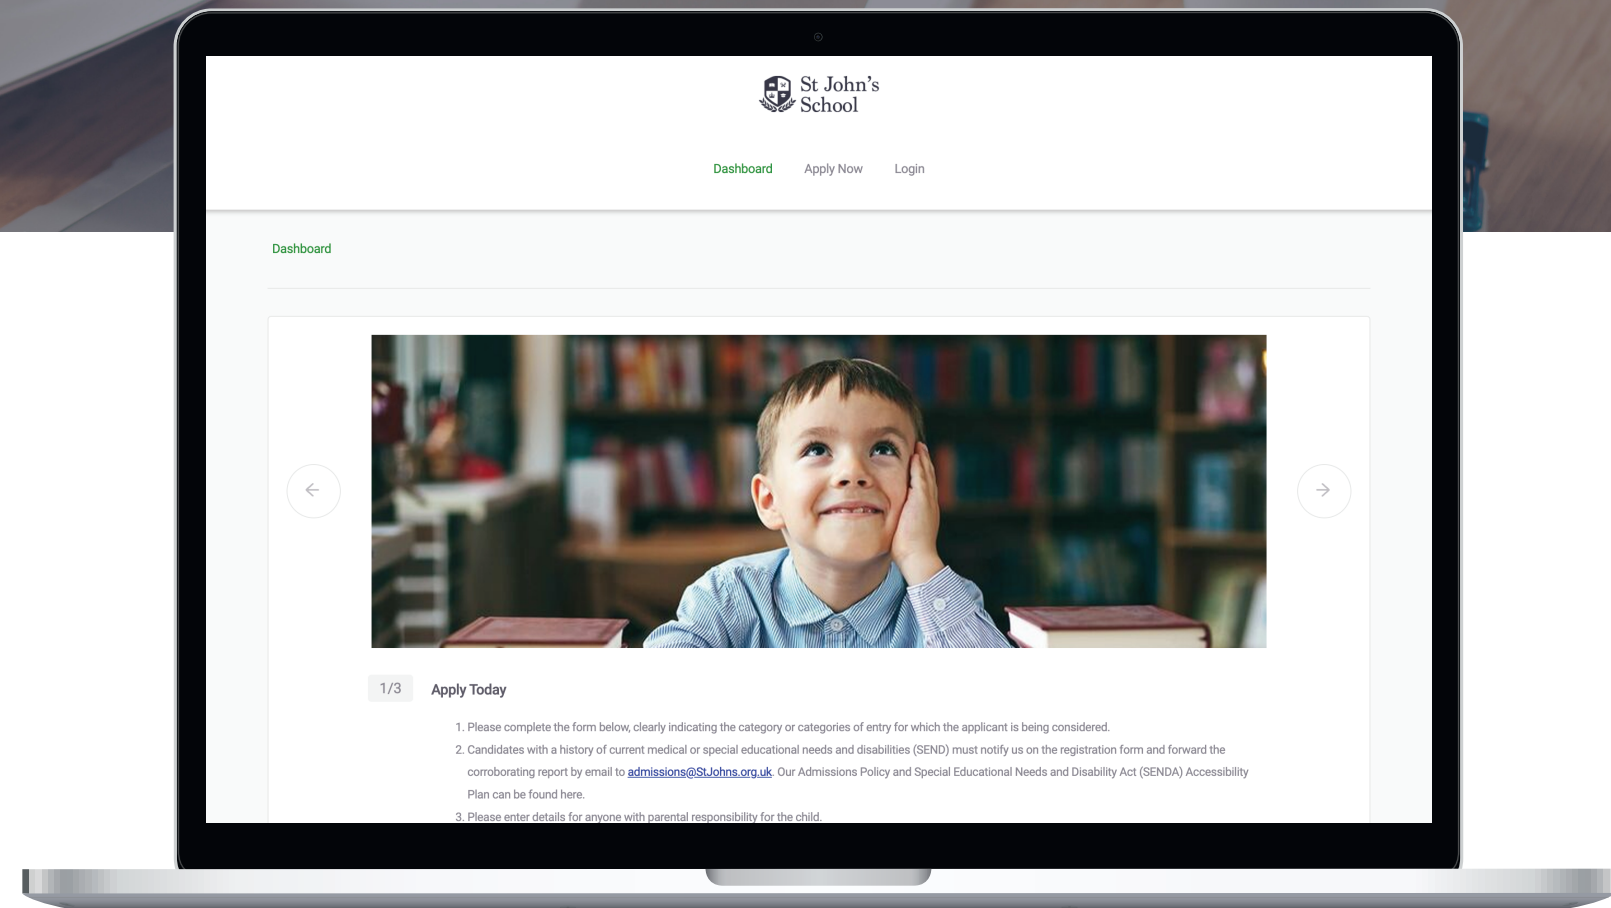 St John's
School
Dashboard Apply Now Login
Dashboard
1/3 Apply Today
1. Please complete the form below, clearly indicating the category or categories of entry for which the applicant is being considered.
2. Candidates with a history of current medical or special educational needs and disabilities (SEND) must notify us on the registration form and forward the
corroborating report by email to admissions@StJohns.org.uk. Our Admissions Policy and Special Educational Needs and Disability Act (SENDA) Accessibility
Plan can be found here.
3. Please enter details for anyone with parental responsibility for the child.